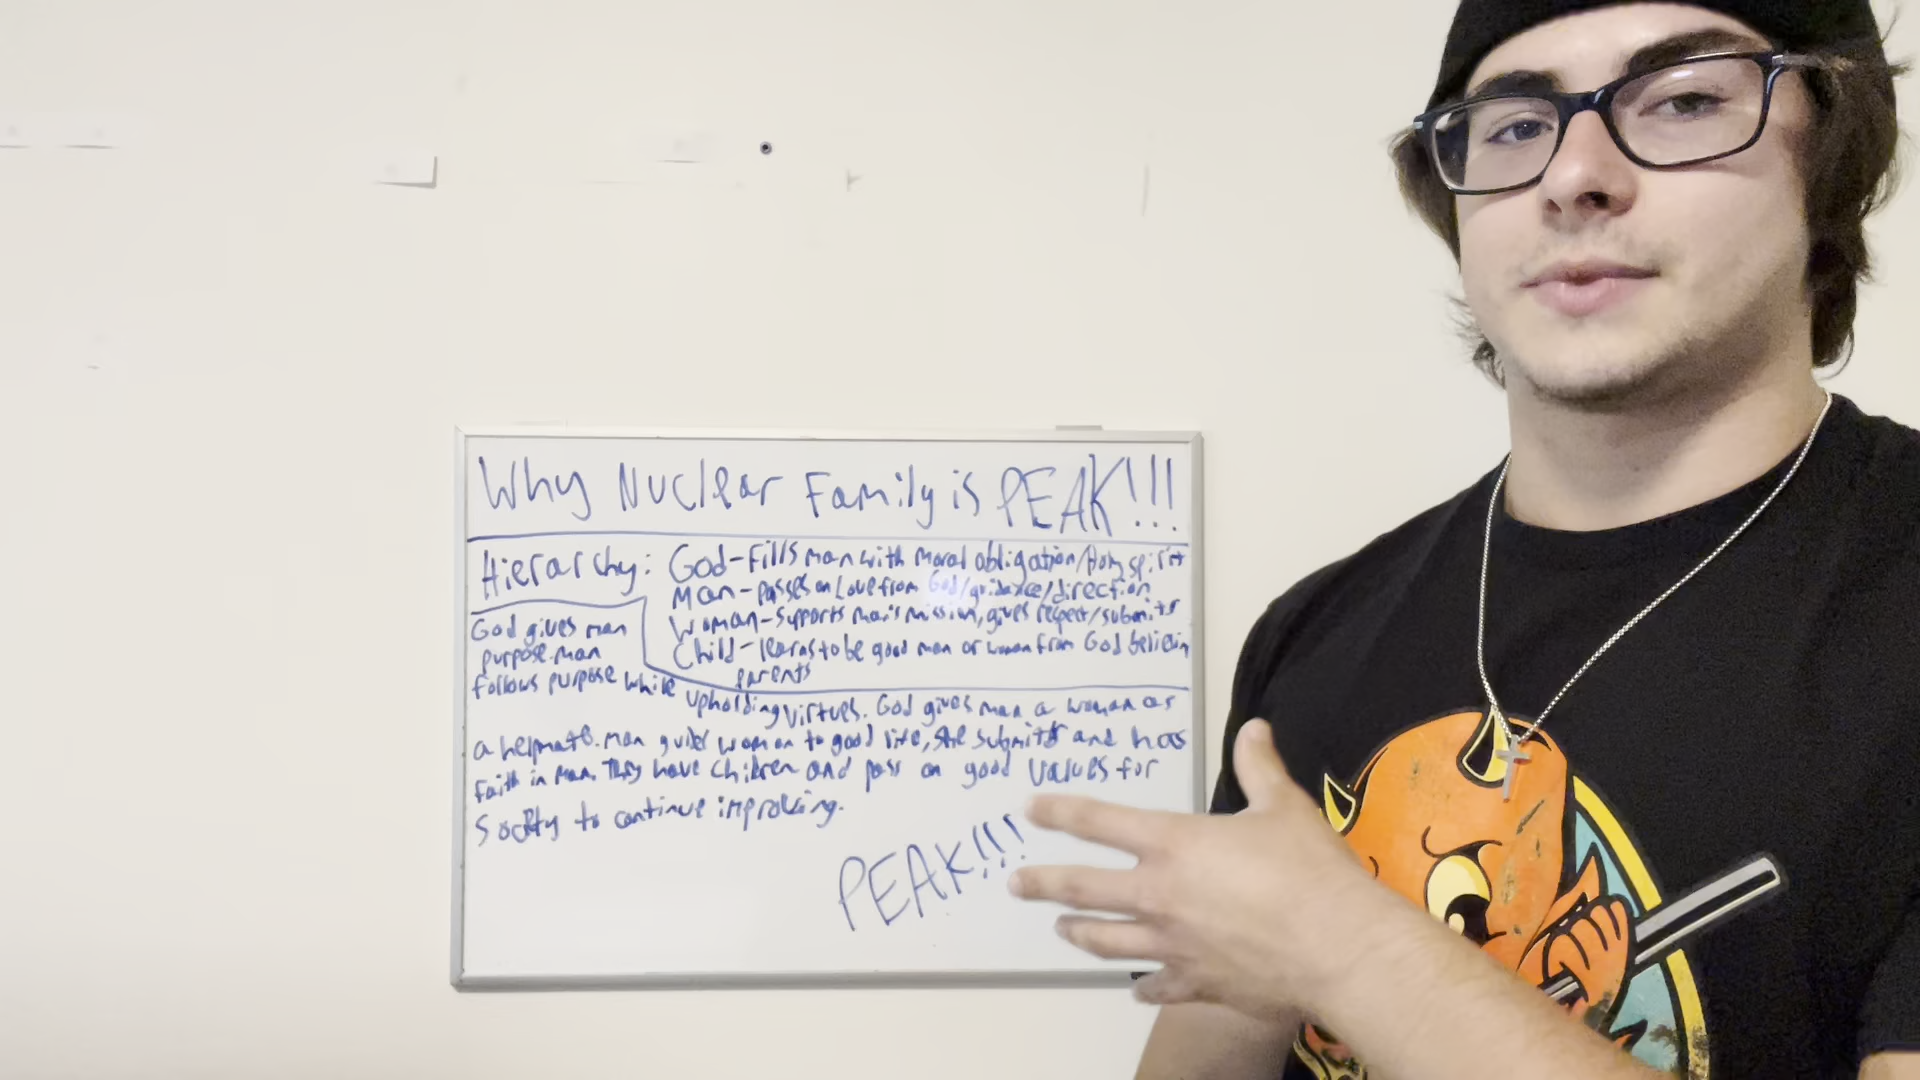 Why Nuclear Family is PEAK!!!
Hierarchy: God-Fills man with moral obligation/Holy spirit
Man-passes on Love from God/guidance/direction
Woman-supports man's mission, gives respect/submits
Child-learns to be good man or woman from God believing
parents
God gives man
purpose. man
follows purpose while
upholding virtues. God gives man a woman as
a helpmate. man guides woman to good life, she submits and has
faith in man. They have children and pass on good values for
Society to continue improving.
PEAK!!!